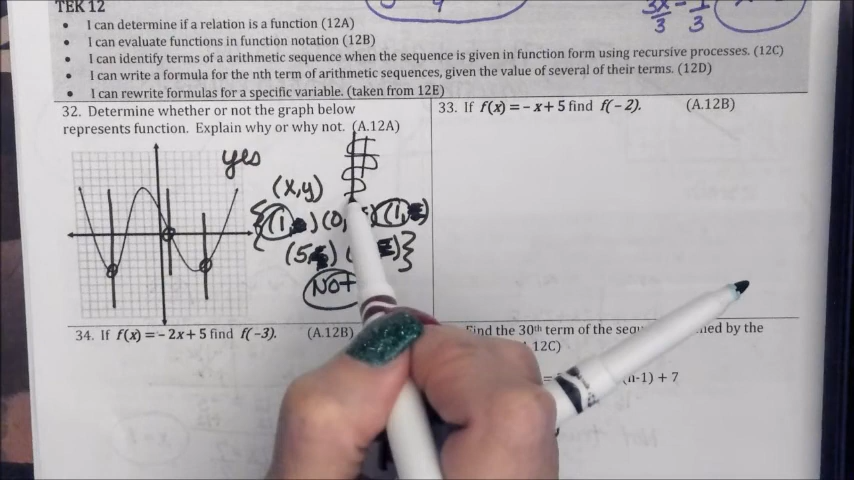 TEK 12
• I can determine if a relation is a function (12A)
• I can evaluate functions in function notation (12B)
• I can identify terms of a arithmetic sequence when the sequence is given in function form using recursive processes. (12C)
• I can write a formula for the nth term of arithmetic sequences, given the value of several of their terms. (12D)
• I can rewrite formulas for a specific variable. (taken from 12E)
32. Determine whether or not the graph below
represents function. Explain why or why not. (A.12A)
yes
(x,y)
{(1, ) (0, ) (1, )
(5, ) ( )}
Not
33. If f(x) = – x + 5 find f(– 2). (A.12B)
34. If f(x) = – 2x + 5 find f(–3). (A.12B)
Find the 30th term of the by the
12C)
(n-1) + 7